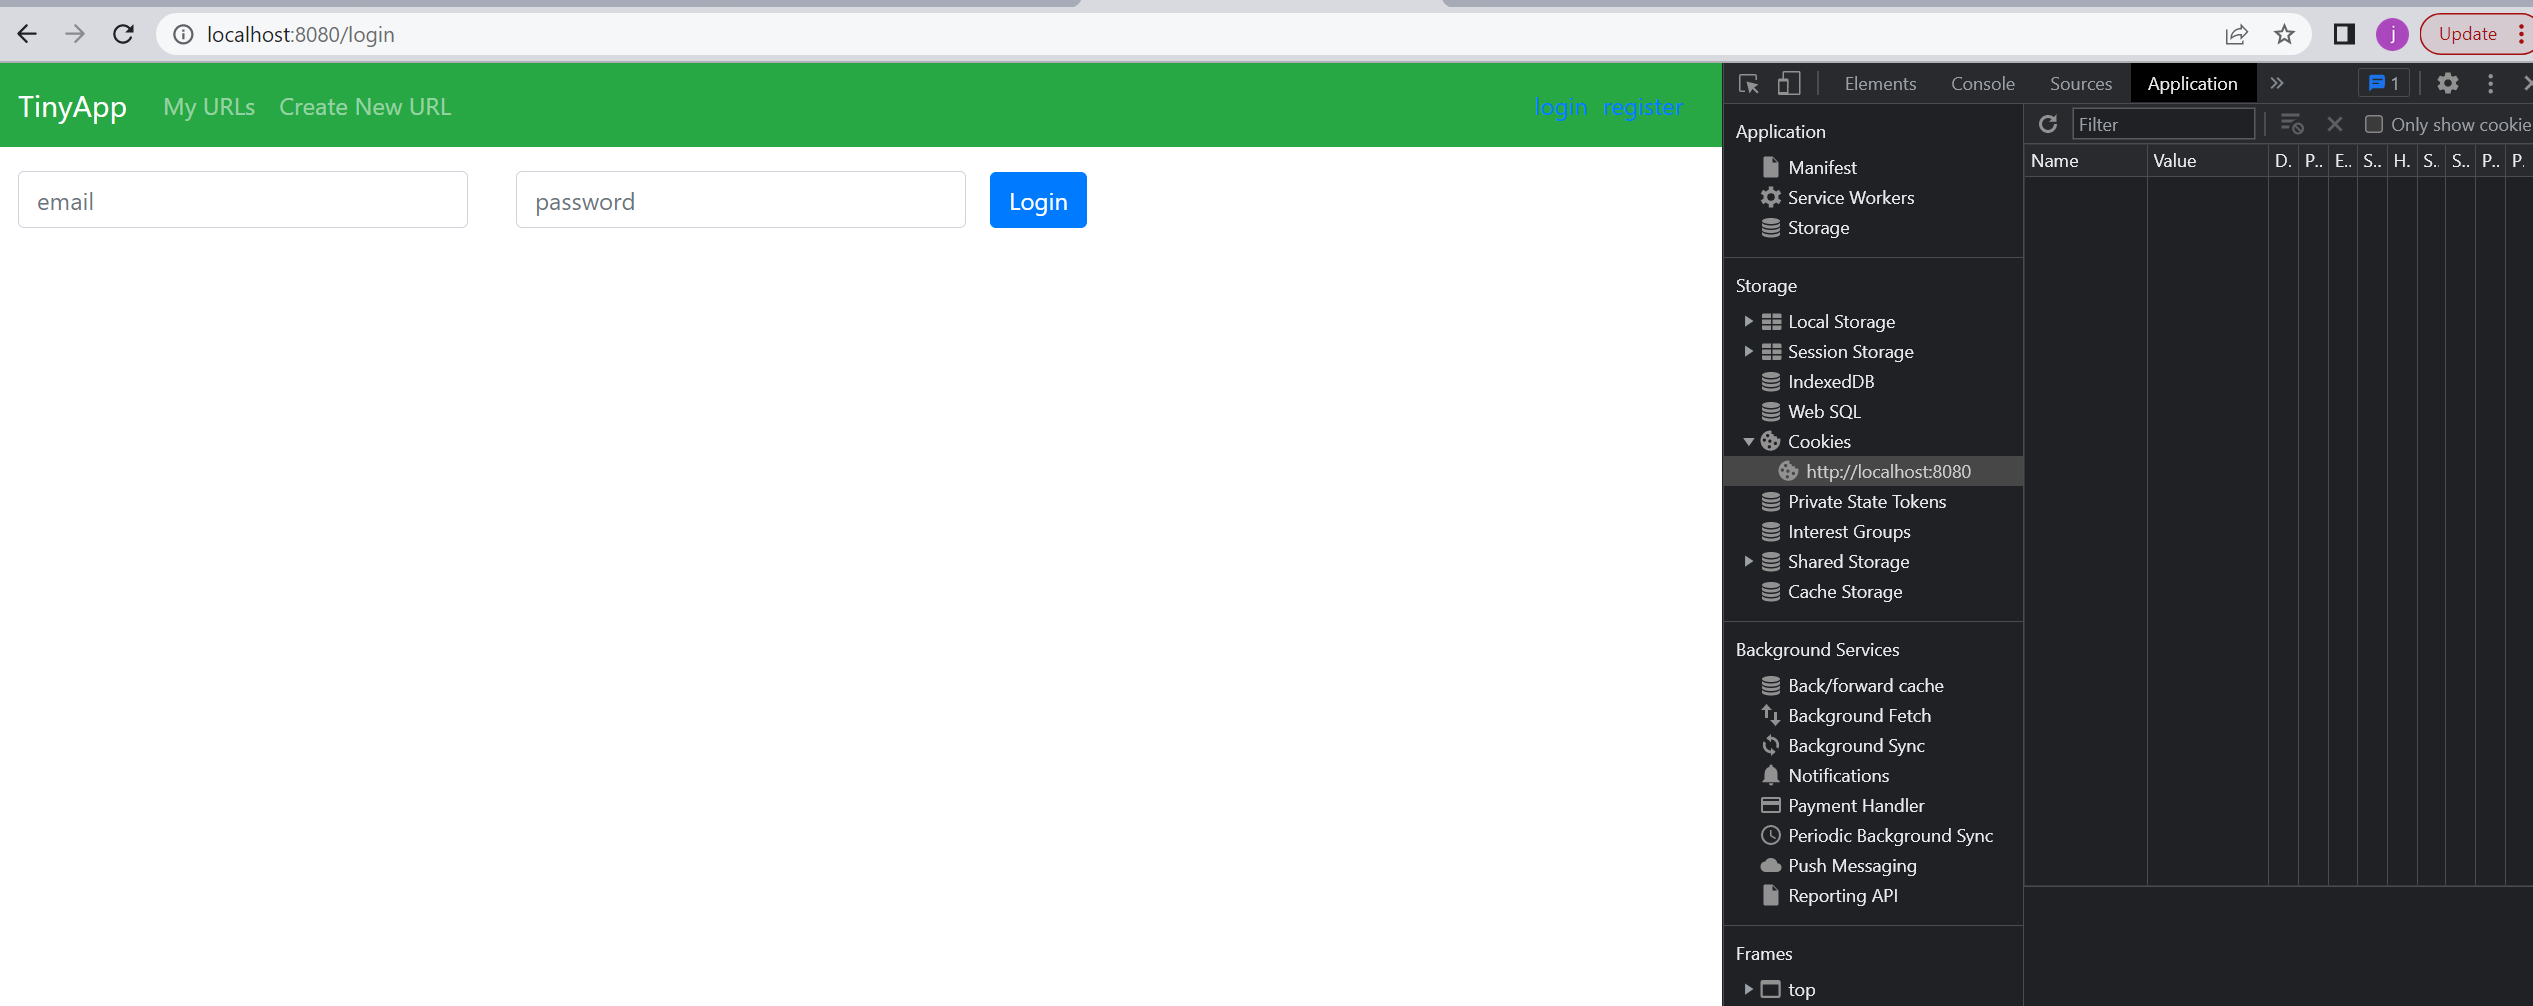 localhost:8080/login
j
Update
TinyApp My URLs Create New URL login register
email password Login
Elements Console Sources Application 1
Filter Only show cookie
Name Value D. P.. E.. S.. H. S.. S.. P.. P.
Application
Manifest
Service Workers
Storage
Storage
Local Storage
Session Storage
IndexedDB
Web SQL
Cookies
http://localhost:8080
Private State Tokens
Interest Groups
Shared Storage
Cache Storage
Background Services
Back/forward cache
Background Fetch
Background Sync
Notifications
Payment Handler
Periodic Background Sync
Push Messaging
Reporting API
Frames
top